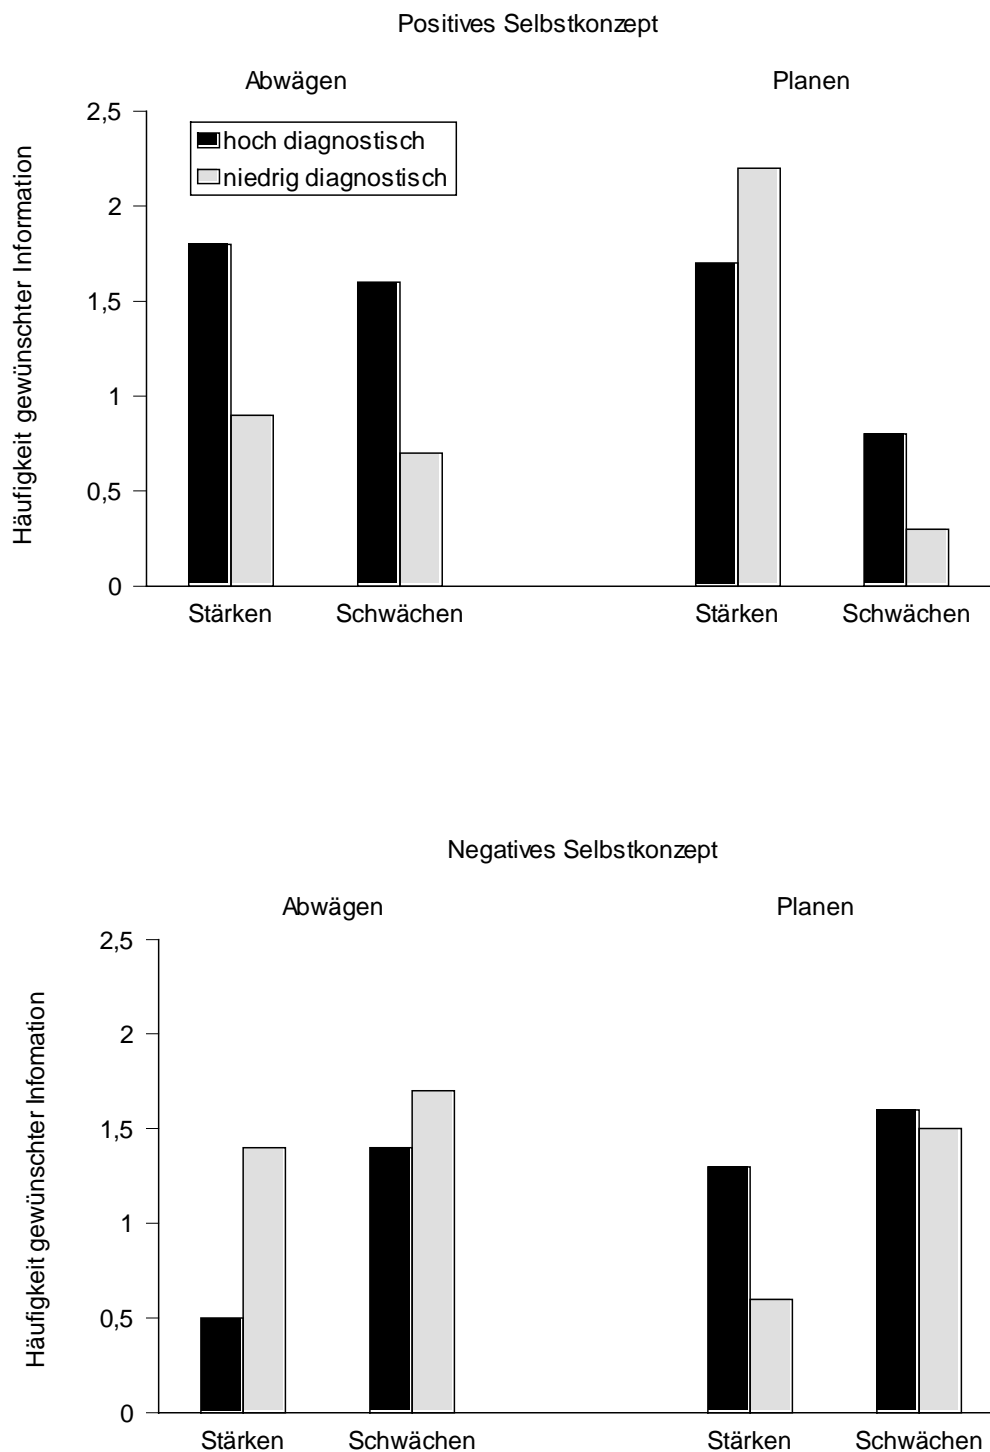 Positives Selbstkonzept
Abwägen
Planen
2,5
2
1,5
1
0,5
0
Häufigkeit gewünschter Information
hoch diagnostisch
niedrig diagnostisch
Stärken
Schwächen
Stärken
Schwächen
Negatives Selbstkonzept
Abwägen
Planen
2,5
2
1,5
1
0,5
0
Häufigkeit gewünschter Infomation
Stärken
Schwächen
Stärken
Schwächen